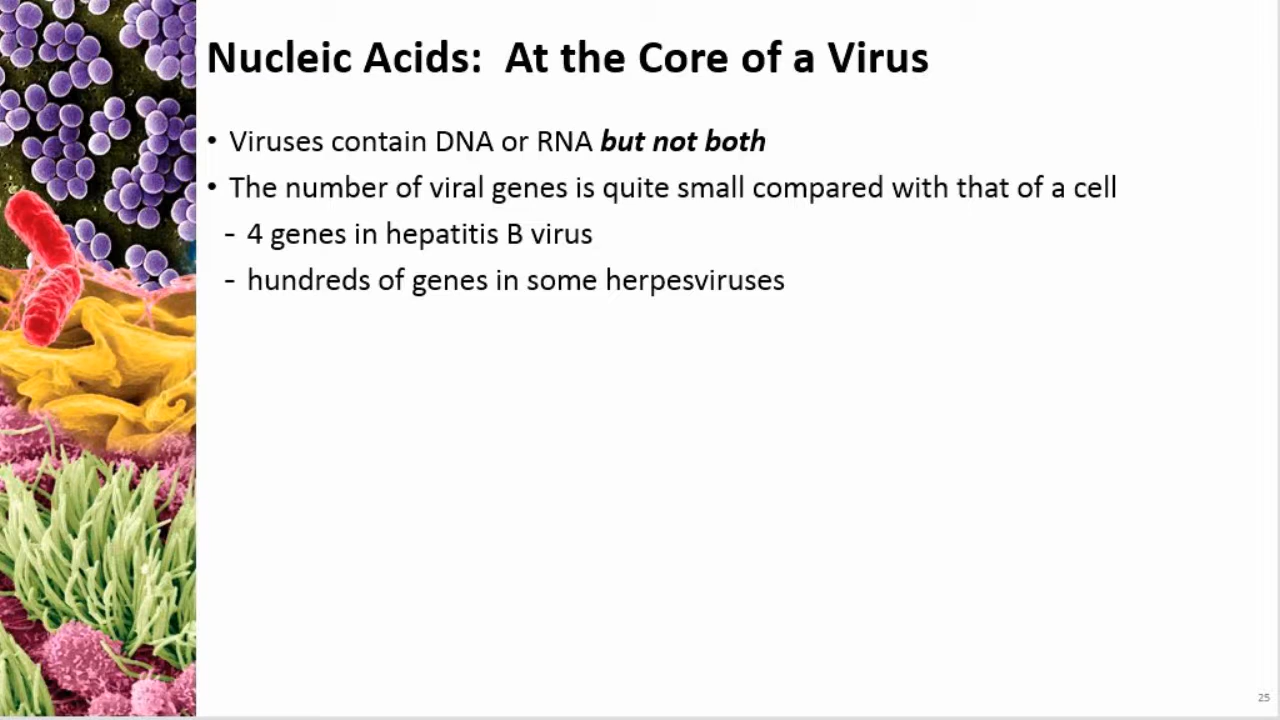 Nucleic Acids:  At the Core of a Virus
• Viruses contain DNA or RNA but not both
• The number of viral genes is quite small compared with that of a cell
- 4 genes in hepatitis B virus
- hundreds of genes in some herpesviruses
25